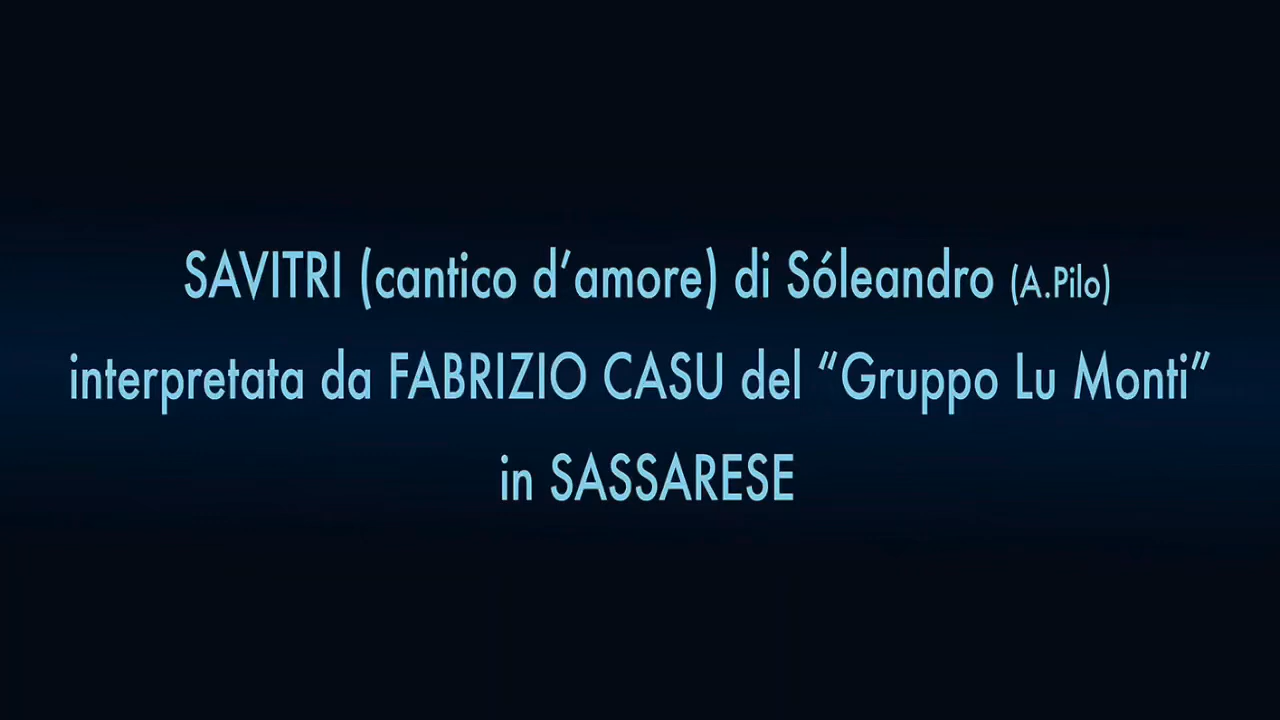 SAVITRI (cantico d’amore) di Sóleandro (A.Pilo)
interpretata da FABRIZIO CASU del “Gruppo Lu Monti”
in SASSARESE